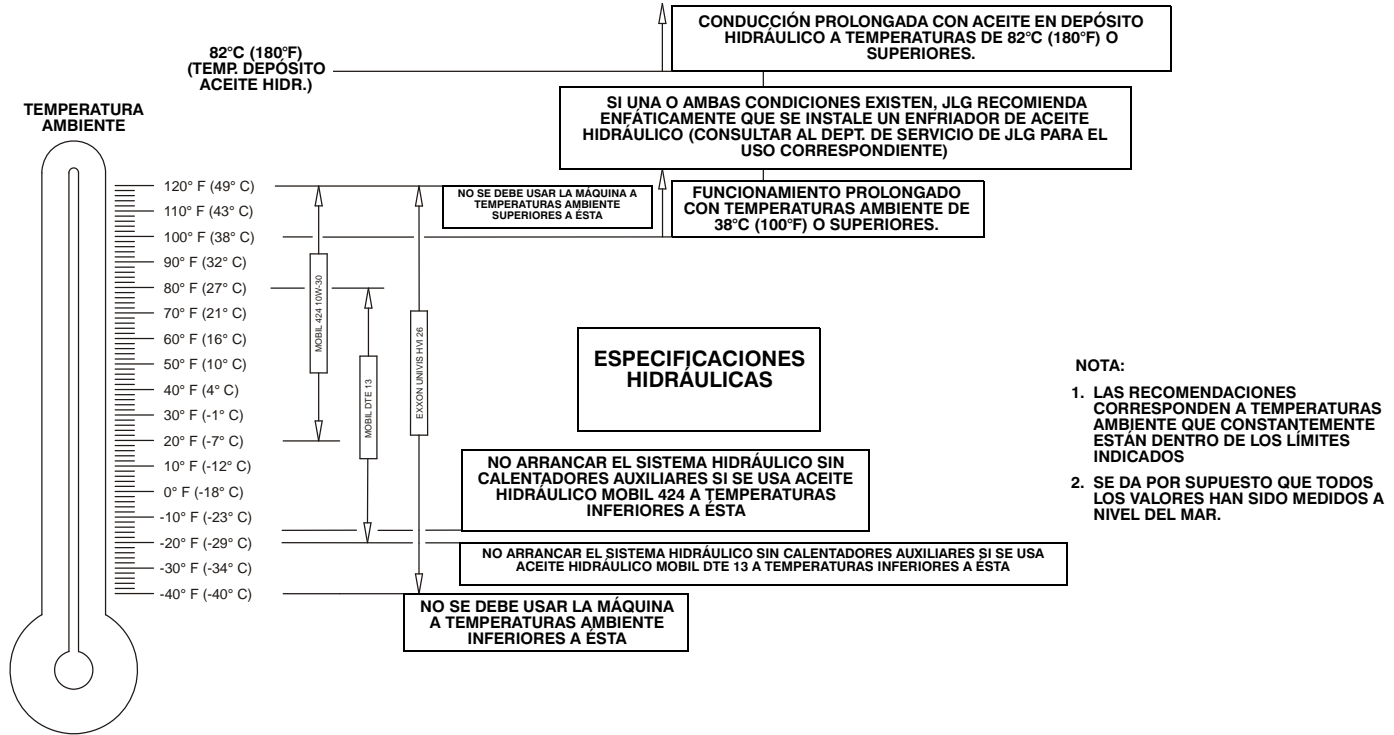 CONDUCCIÓN PROLONGADA CON ACEITE EN DEPÓSITO
HIDRÁULICO A TEMPERATURAS DE 82°C (180°F) O
SUPERIORES.
82°C (180°F)
(TEMP. DEPÓSITO
ACEITE HIDR.)
SI UNA O AMBAS CONDICIONES EXISTEN, JLG RECOMIENDA
ENFÁTICAMENTE QUE SE INSTALE UN ENFRIADOR DE ACEITE
HIDRÁULICO (CONSULTAR AL DEPT. DE SERVICIO DE JLG PARA EL
USO CORRESPONDIENTE)
TEMPERATURA
AMBIENTE
NO SE DEBE USAR LA MÁQUINA A
TEMPERATURAS AMBIENTE
SUPERIORES A ÉSTA
FUNCIONAMIENTO PROLONGADO
CON TEMPERATURAS AMBIENTE DE
38°C (100°F) O SUPERIORES.
120° F (49° C)
110° F (43° C)
100° F (38° C)
90° F (32° C)
80° F (27° C)
70° F (21° C)
60° F (16° C)
50° F (10° C)
40° F (4° C)
30° F (-1° C)
20° F (-7° C)
10° F (-12° C)
0° F (-18° C)
-10° F (-23° C)
-20° F (-29° C)
-30° F (-34° C)
-40° F (-40° C)
MOBIL 424 10W-30
MOBIL DTE 13
EXXON UNIVIS HVI 26
ESPECIFICACIONES
HIDRÁULICAS
NO ARRANCAR EL SISTEMA HIDRÁULICO SIN
CALENTADORES AUXILIARES SI SE USA ACEITE
HIDRÁULICO MOBIL 424 A TEMPERATURAS
INFERIORES A ÉSTA
NO ARRANCAR EL SISTEMA HIDRÁULICO SIN CALENTADORES AUXILIARES SI SE USA
ACEITE HIDRÁULICO MOBIL DTE 13 A TEMPERATURAS INFERIORES A ÉSTA
NO SE DEBE USAR LA MÁQUINA
A TEMPERATURAS AMBIENTE
INFERIORES A ÉSTA
NOTA:
1. LAS RECOMENDACIONES
CORRESPONDEN A TEMPERATURAS
AMBIENTE QUE CONSTANTEMENTE
ESTÁN DENTRO DE LOS LÍMITES
INDICADOS
2. SE DA POR SUPUESTO QUE TODOS
LOS VALORES HAN SIDO MEDIDOS A
NIVEL DEL MAR.